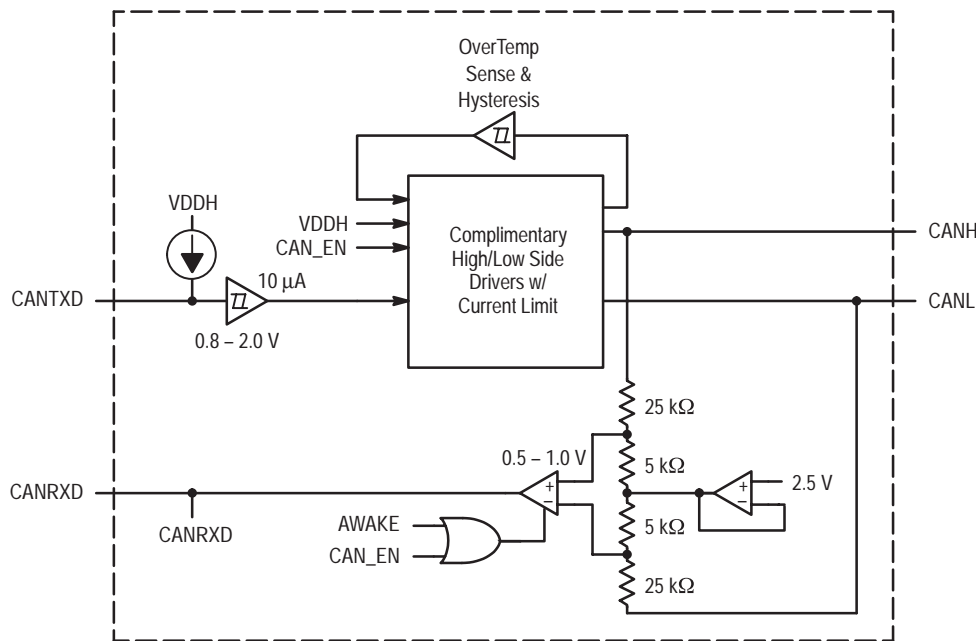 OverTemp
Sense &
Hysteresis
VDDH
VDDH
CAN_EN
Complimentary
High/Low Side
Drivers w/
Current Limit
CANH
10 μA
CANTXD
CANL
0.8 – 2.0 V
25 kΩ
0.5 – 1.0 V
5 kΩ
CANRXD
+
–
+
–
2.5 V
CANRXD
AWAKE
CAN_EN
5 kΩ
25 kΩ